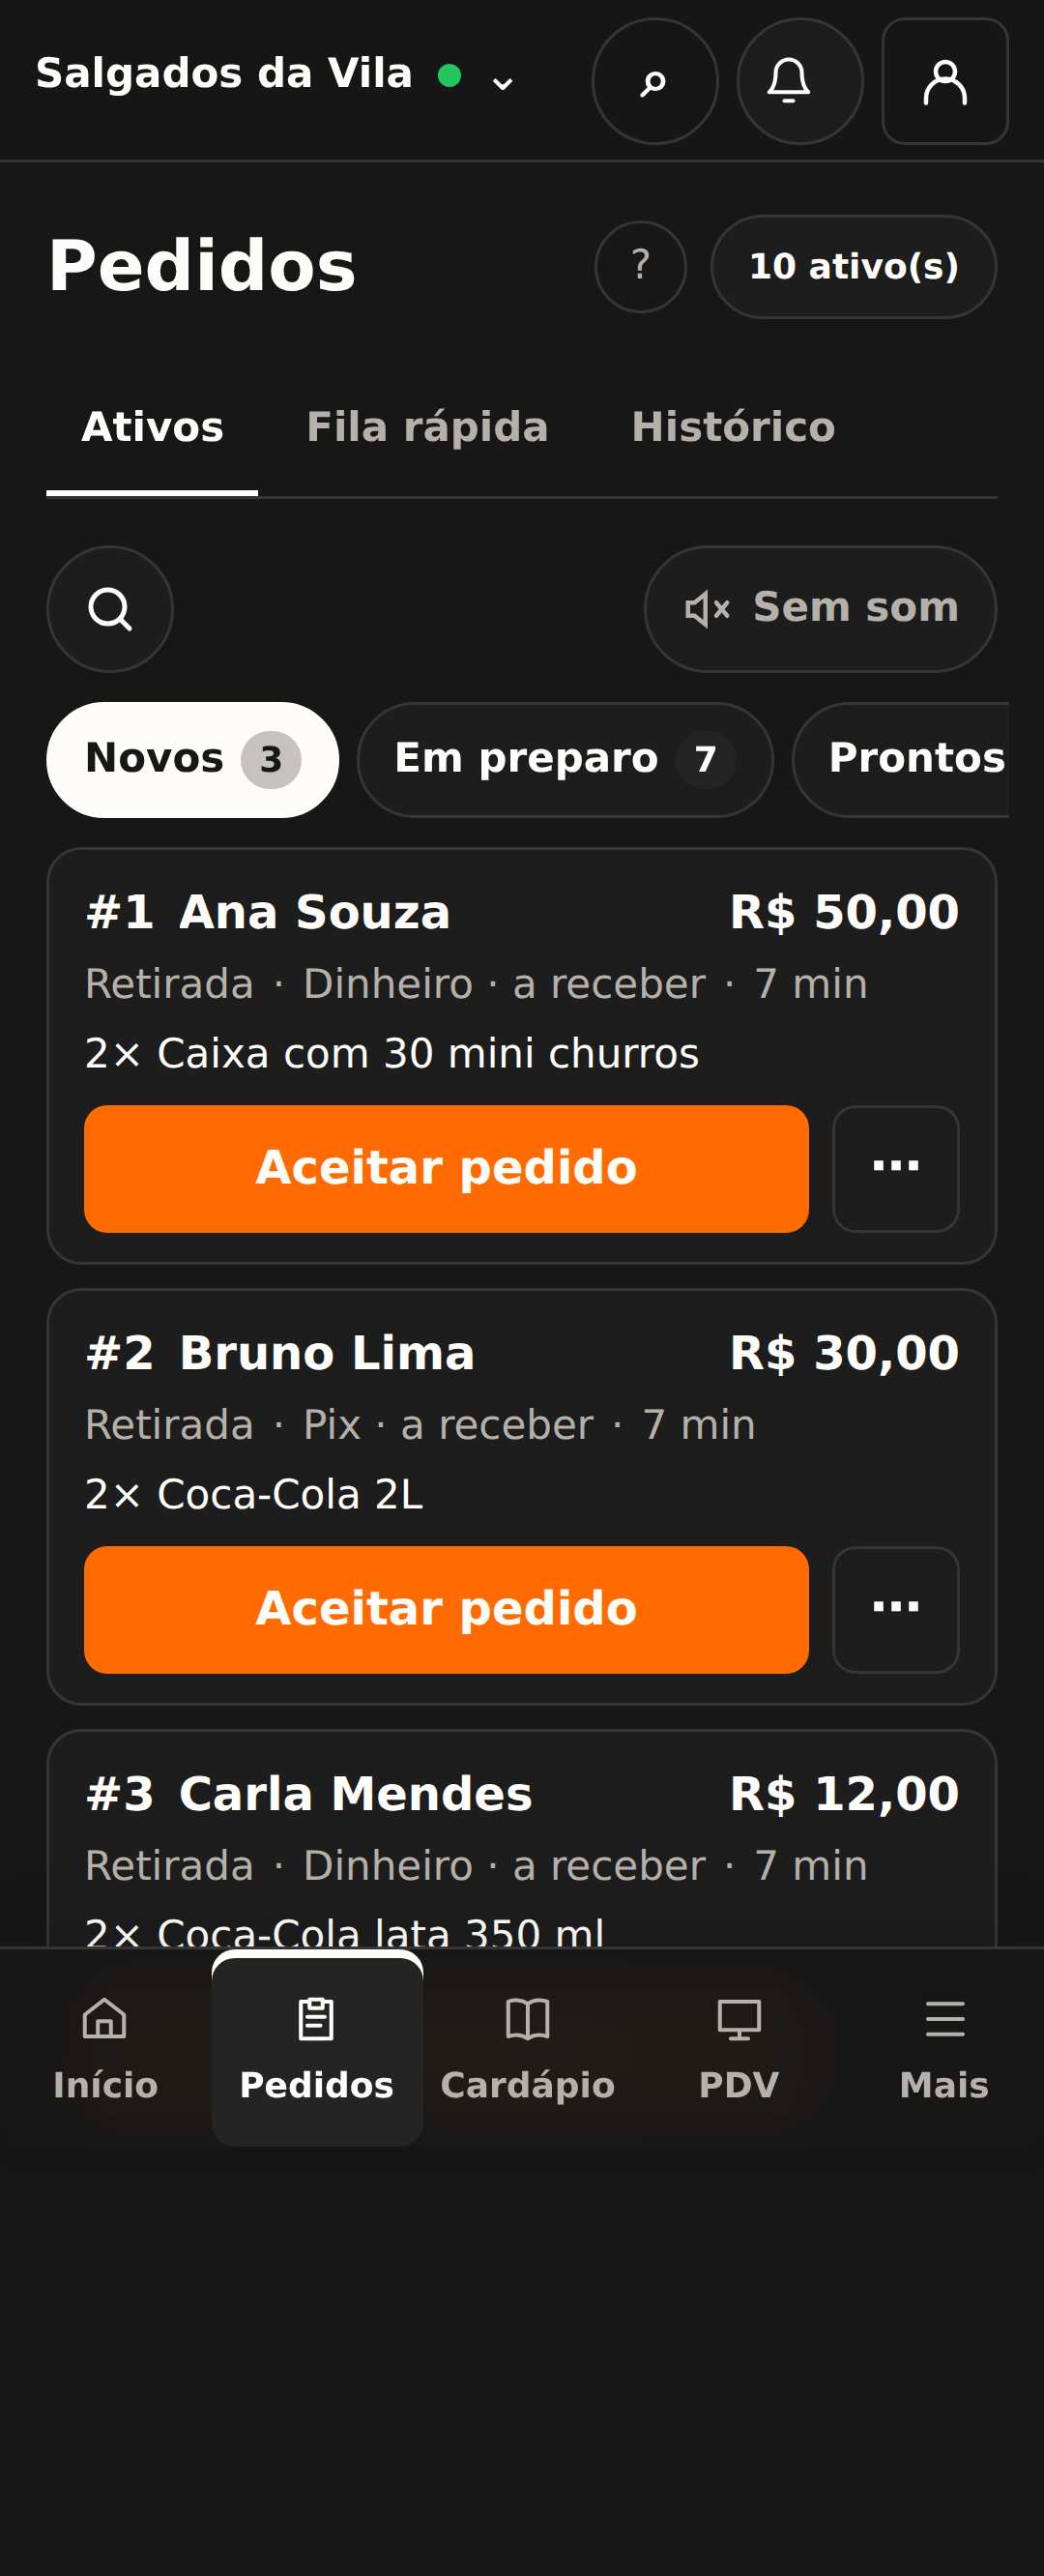 Salgados da Vila
Pedidos
?
10 ativo(s)
Ativos
Fila rápida
Histórico
Sem som
Novos 3
Em preparo 7
Prontos
#1 Ana Souza
R$ 50,00
Retirada · Dinheiro · a receber · 7 min
2× Caixa com 30 mini churros
Aceitar pedido
...
#2 Bruno Lima
R$ 30,00
Retirada · Pix · a receber · 7 min
2× Coca-Cola 2L
Aceitar pedido
...
#3 Carla Mendes
R$ 12,00
Retirada · Dinheiro · a receber · 7 min
2× Coca-Cola lata 350 ml
Início
Pedidos
Cardápio
PDV
Mais